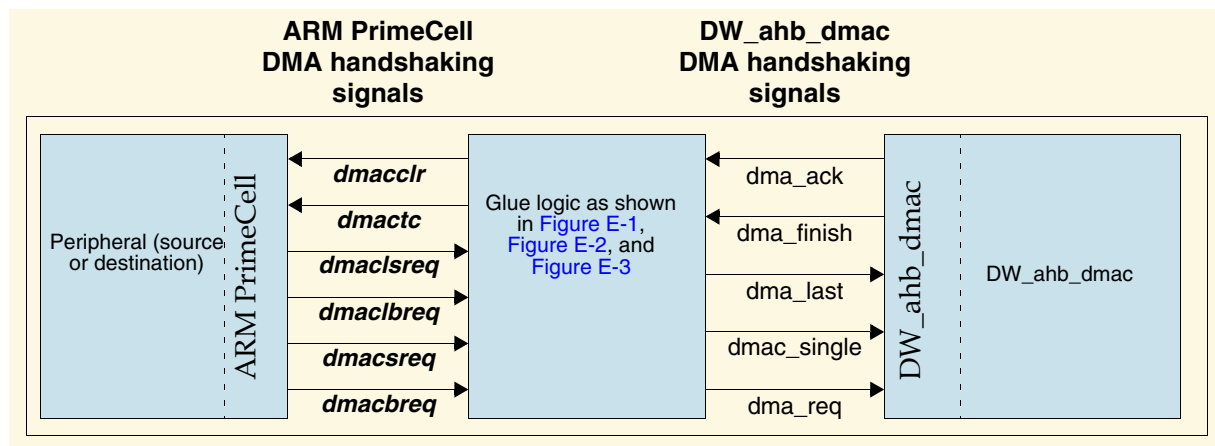 ARM PrimeCell
DMA handshaking
signals
DW_ahb_dmac
DMA handshaking
signals
Peripheral (source
or destination)
ARM PrimeCell
dmacclr
dmactc
dmaclsreq
dmaclbreq
dmacsreq
dmacbreq
Glue logic as shown
in Figure E-1,
Figure E-2, and
Figure E-3
dma_ack
dma_finish
dma_last
dmac_single
dma_req
DW_ahb_dmac
DW_ahb_dmac